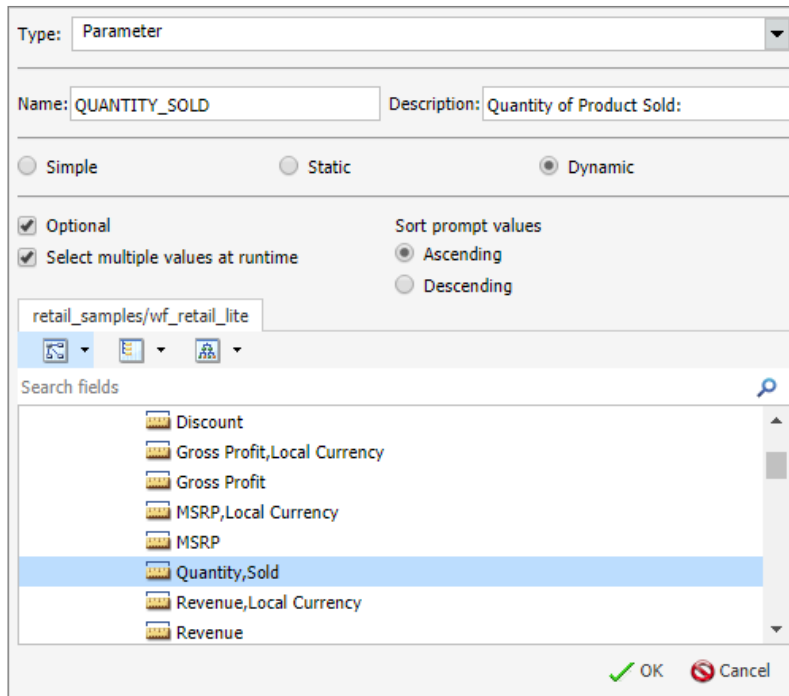 Type: Parameter
Name: QUANTITY_SOLD Description: Quantity of Product Sold:
Simple Static Dynamic
Optional Sort prompt values
Select multiple values at runtime Ascending
Descending
retail_samples/wf_retail_lite
Search fields
Discount
Gross Profit,Local Currency
Gross Profit
MSRP,Local Currency
MSRP
Quantity,Sold
Revenue,Local Currency
Revenue
OK Cancel